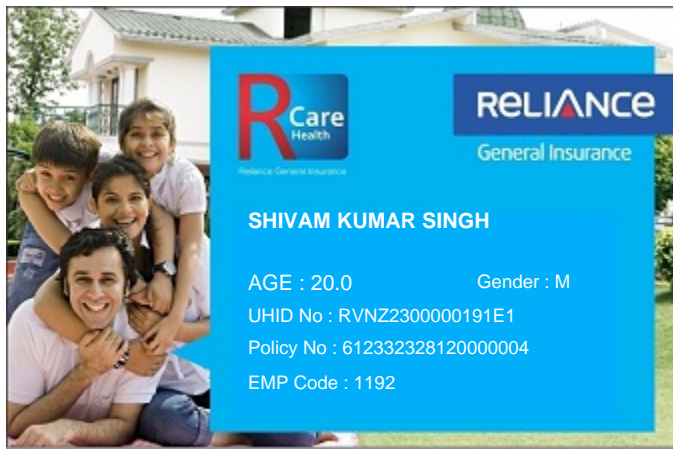 R Care
Health
Reliance General Insurance
RELIANCE
General Insurance
SHIVAM KUMAR SINGH
AGE : 20.0 Gender : M
UHID No : RVNZ2300000191E1
Policy No : 612332328120000004
EMP Code : 1192